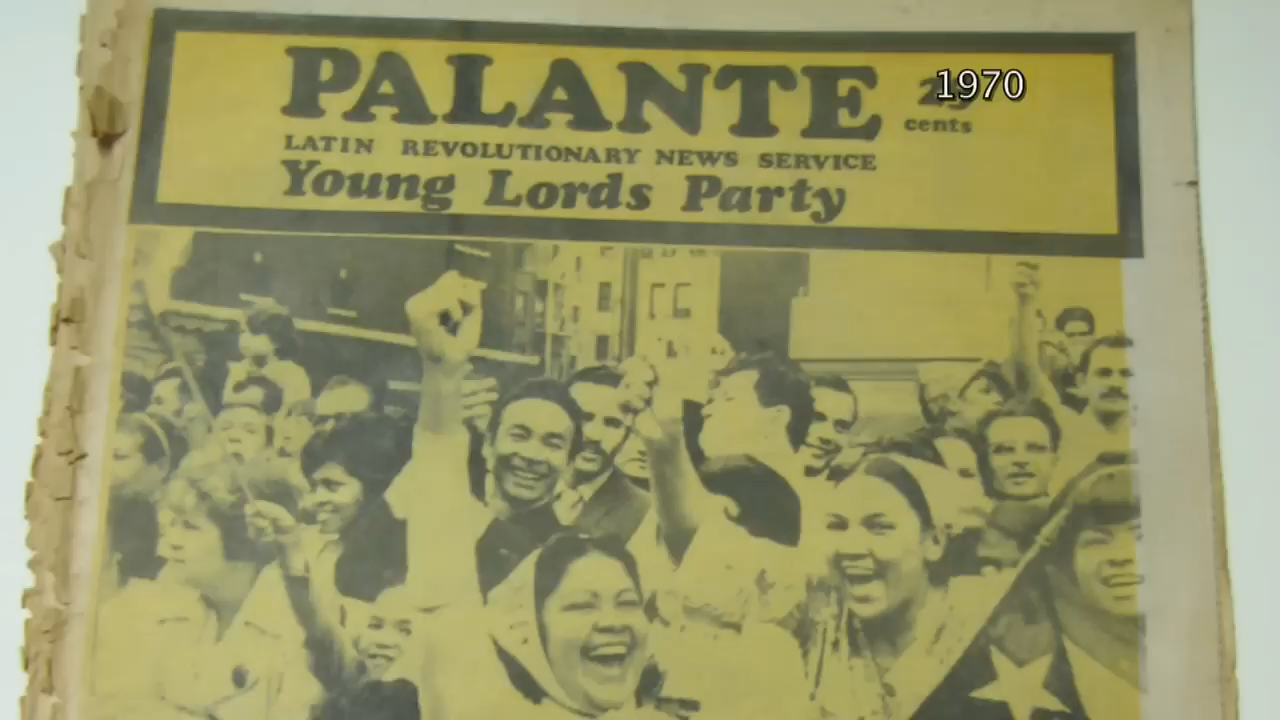 PALANTE
1970
cents
LATIN REVOLUTIONARY NEWS SERVICE
Young Lords Party